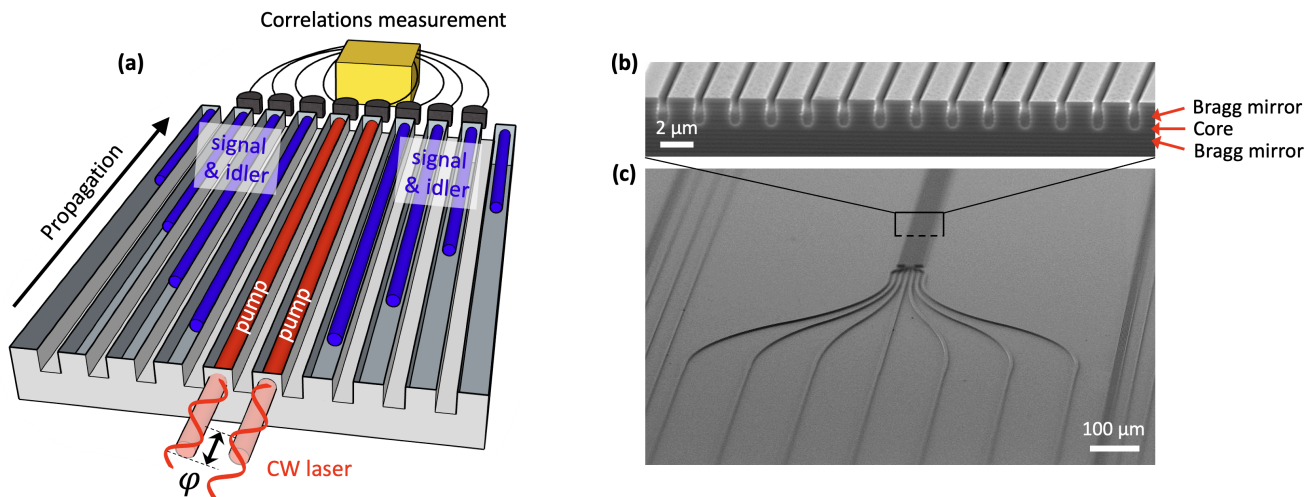 Correlations measurement
(a)
signal
& idler
signal
& idler
Propagation
pump
pump
φ
CW laser
(b)
2 μm
Bragg mirror
Core
Bragg mirror
(c)
100 μm